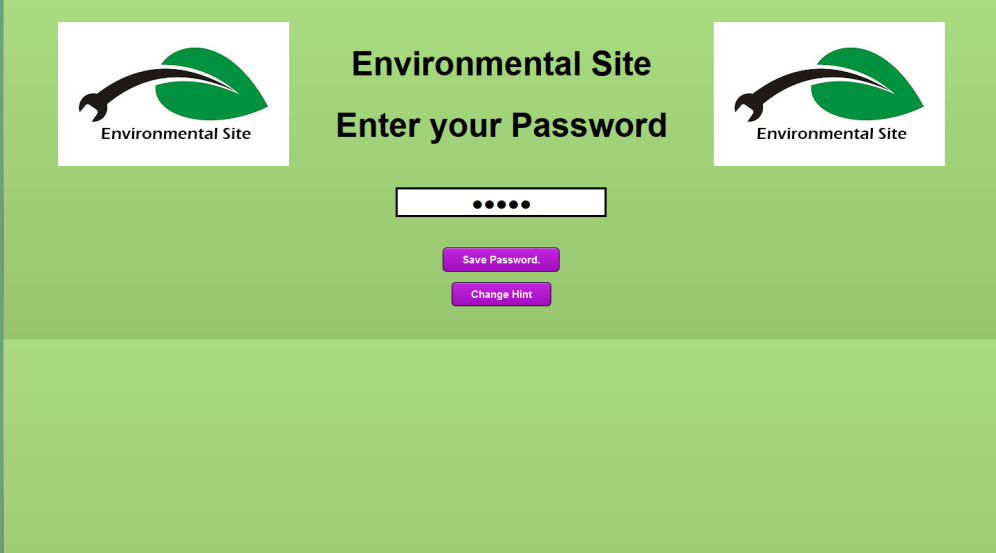 Environmental Site
Environmental Site
Enter your Password
Environmental Site
•••••
Save Password.
Change Hint